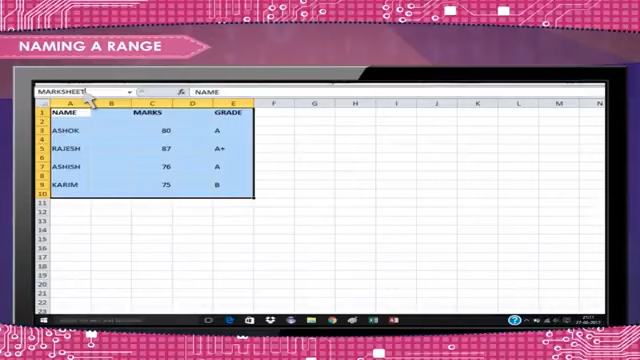 NAMING A RANGE
MARKSHEET fx NAME
A B C D E F G H I J K L M N
1 NAME MARKS GRADE
2
3 ASHOK 80 A
4
5 RAJESH 87 A+
6
7 ASHISH 76 A
8
9 KARIM 75 B
10
11
12
13
14
15
16
17
18
19
20
21
22
23